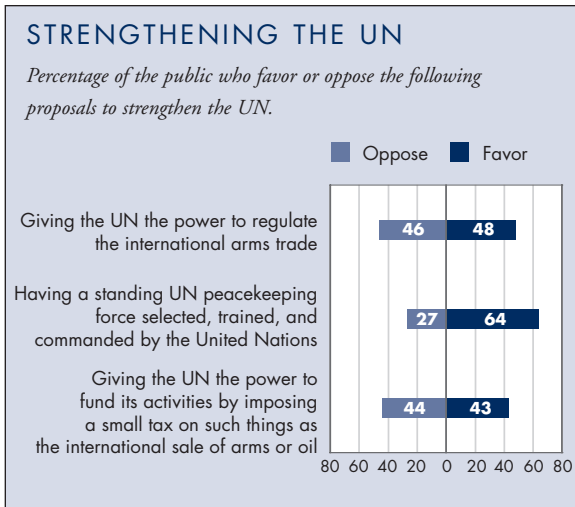 STRENGTHENING THE UN
Percentage of the public who favor or oppose the following
proposals to strengthen the UN.
Oppose Favor
Giving the UN the power to regulate
the international arms trade
46 48
Having a standing UN peacekeeping
force selected, trained, and
commanded by the United Nations
27 64
Giving the UN the power to
fund its activities by imposing
a small tax on such things as
the international sale of arms or oil
44 43
80 60 40 20 0 20 40 60 80